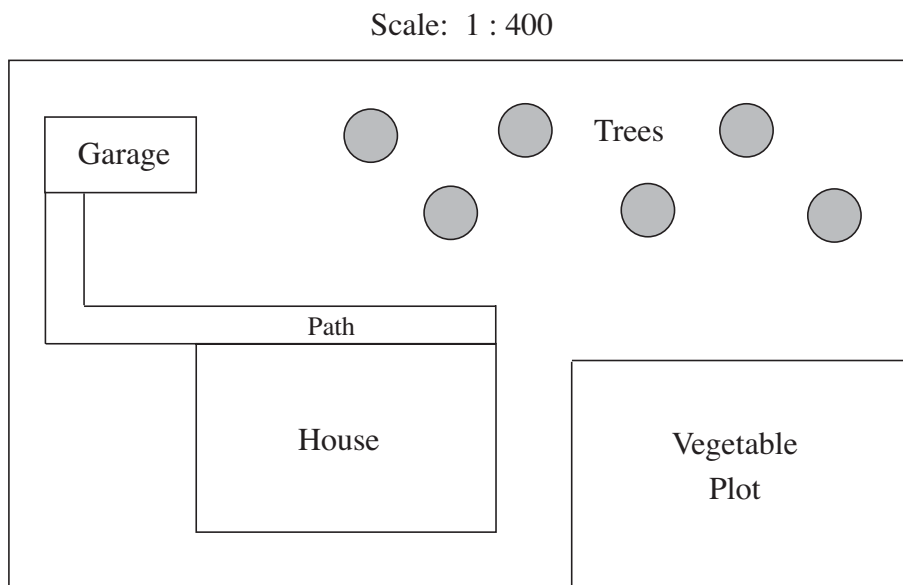 Scale: 1 : 400
Garage
Trees
Path
House
Vegetable
Plot